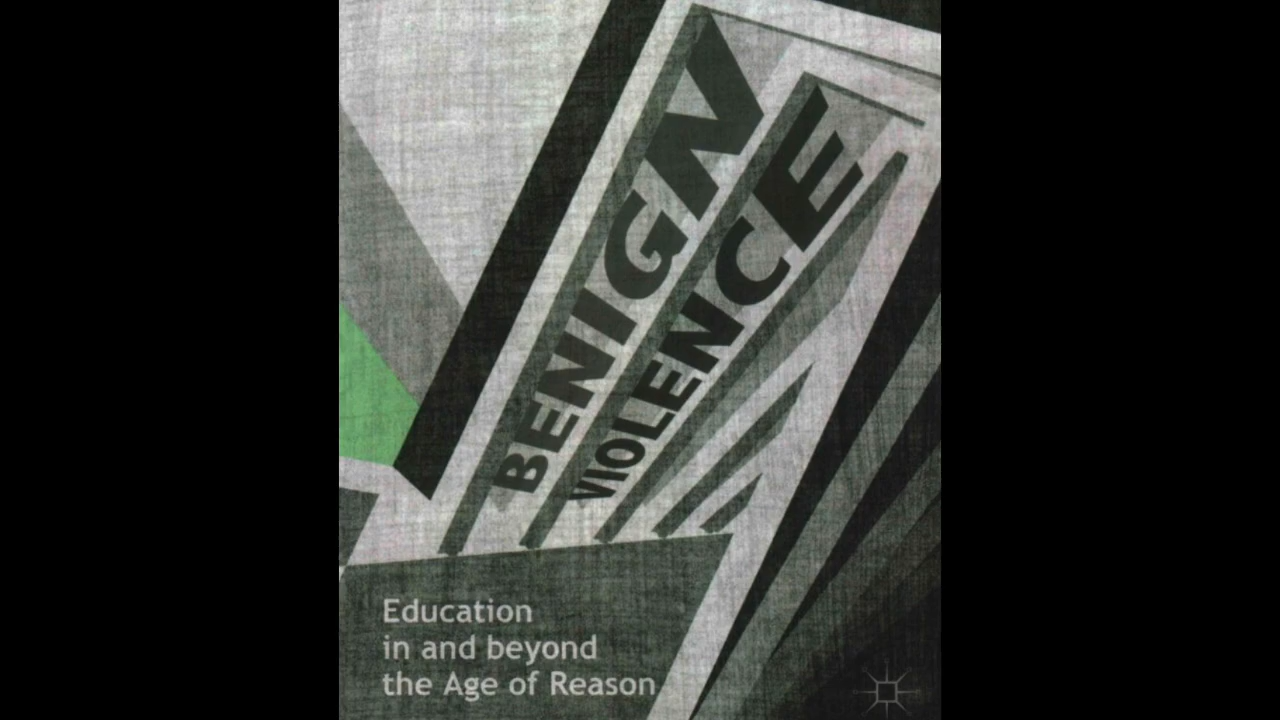 BENIGN
VIOLENCE
Education
in and beyond
the Age of Reason